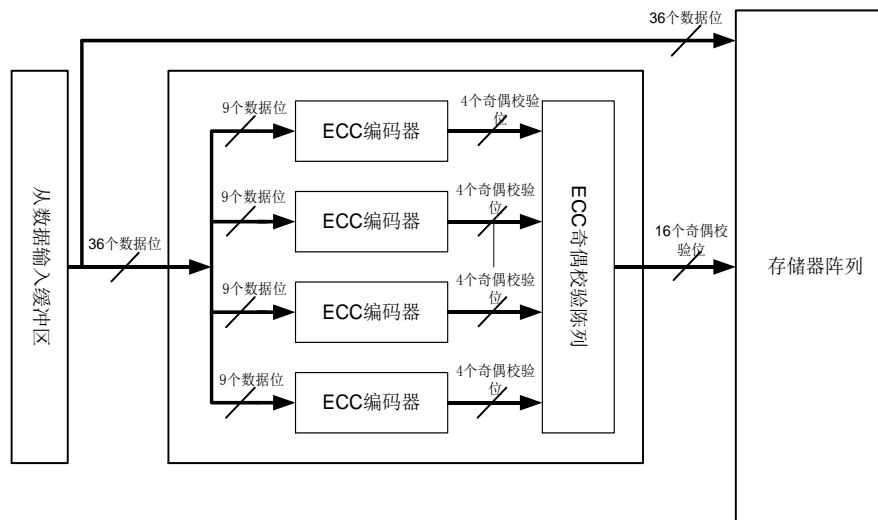 36个数据位
9个数据位
ECC编码器
4个奇偶校验
位
9个数据位
ECC编码器
4个奇偶校验
位
从数据输入缓冲区
36个数据位
ECC奇偶校验陈列
16个奇偶校
验位
存储器阵列
9个数据位
ECC编码器
4个奇偶校验
位
9个数据位
ECC编码器
4个奇偶校验
位